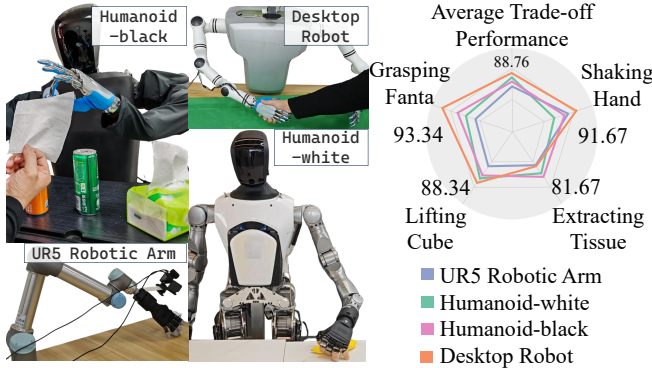 Humanoid
-black
Desktop
Robot
Humanoid
-white
UR5 Robotic Arm
Average Trade-off
Performance
88.76
Grasping
Fanta
93.34
Shaking
Hand
91.67
88.34
Lifting
Cube
81.67
Extracting
Tissue
UR5 Robotic Arm
Humanoid-white
Humanoid-black
Desktop Robot